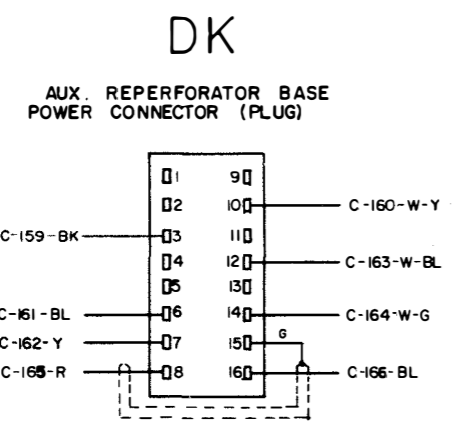 DK
AUX. REPERFORATOR BASE
POWER CONNECTOR (PLUG)
1 9
2 10 C-160-W-Y
C-159-BK 3 11
4 12 C-163-W-BL
5 13
C-161-BL 6 14 C-164-W-G
C-162-Y 7 15 G
C-165-R 8 16 C-166-BL